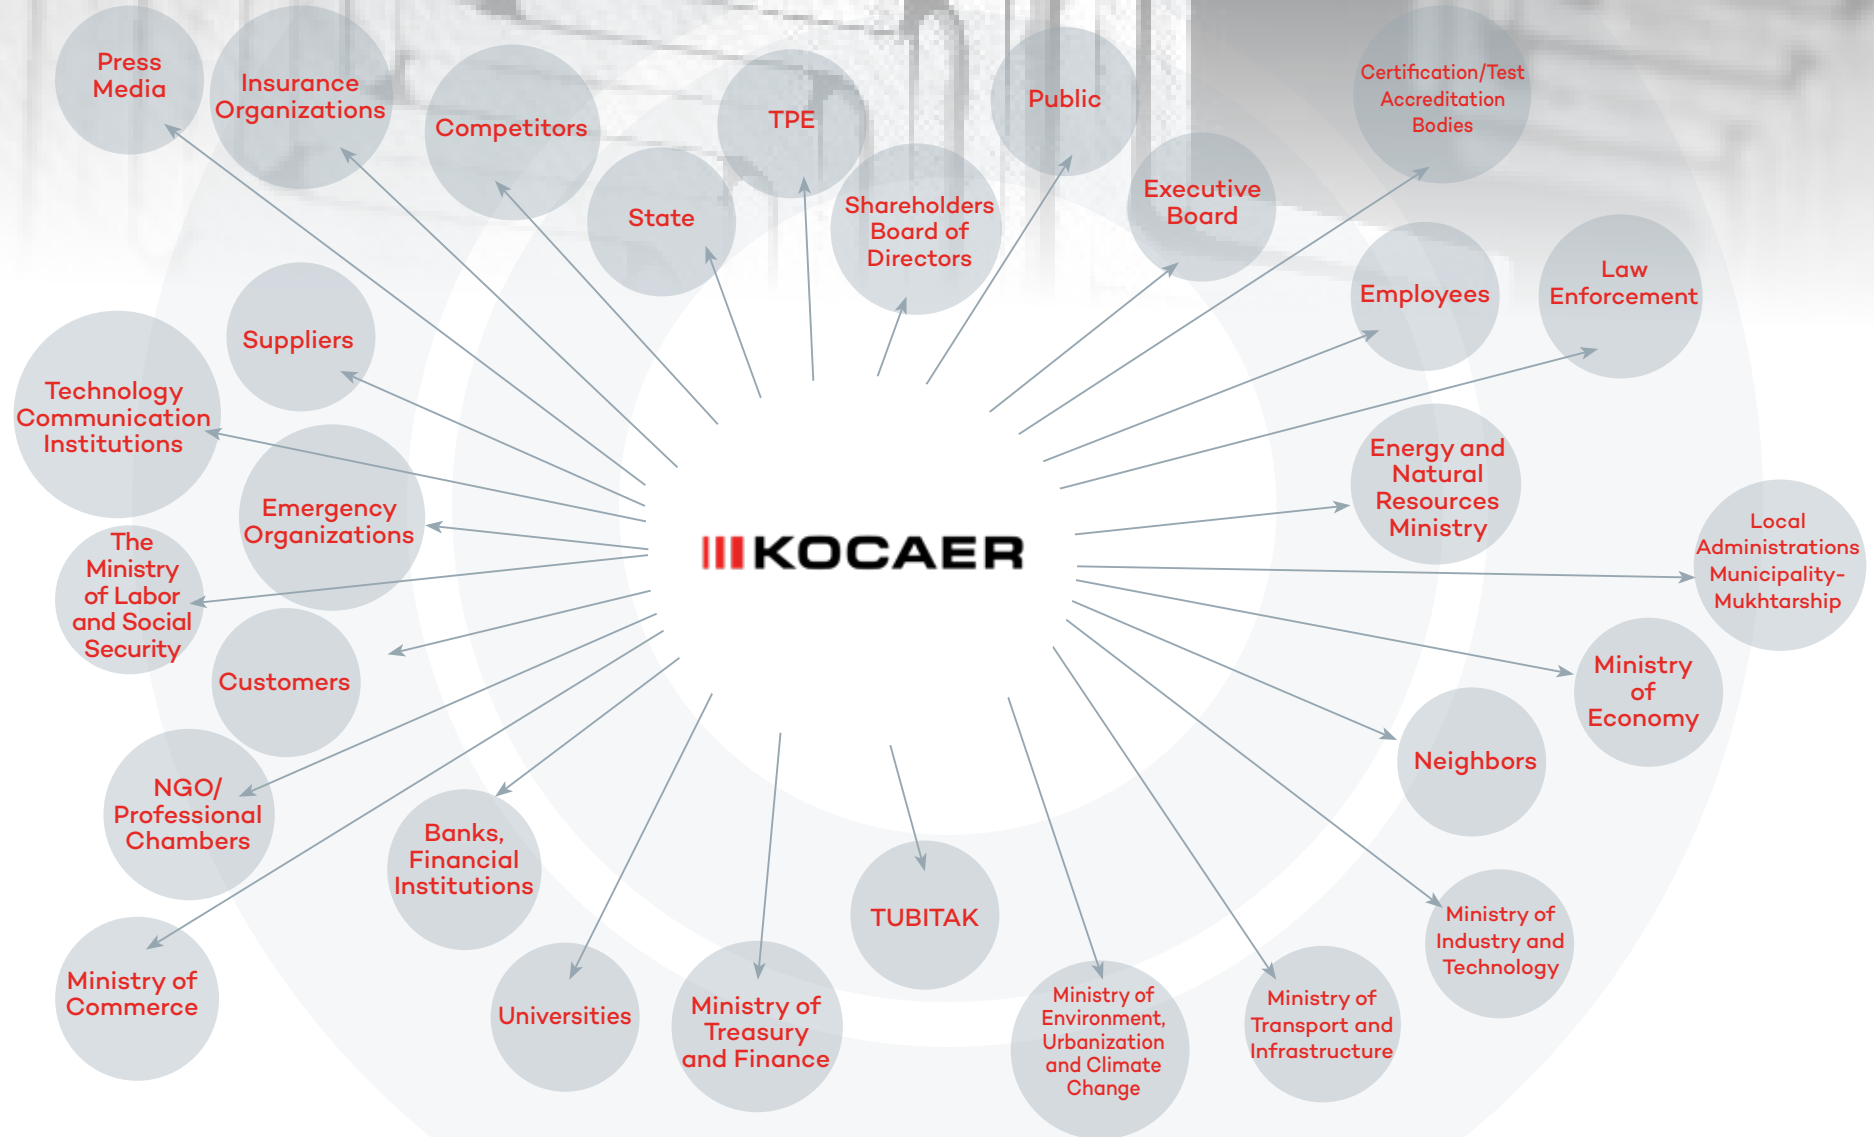 Press
Media
Insurance
Organizations
Competitors
State
TPE
Shareholders
Board of
Directors
Public
Executive
Board
Certification/Test
Accreditation
Bodies
Employees
Law
Enforcement
Suppliers
Technology
Communication
Institutions
Emergency
Organizations
Energy and
Natural
Resources
Ministry
Local
Administrations
Municipality-
Mukhtarship
The
Ministry
of Labor
and Social
Security
KOCAER
Customers
Ministry
of
Economy
Neighbors
NGO/
Professional
Chambers
Banks,
Financial
Institutions
TUBITAK
Ministry of
Industry and
Technology
Ministry of
Commerce
Universities
Ministry of
Treasury
and Finance
Ministry of
Environment,
Urbanization
and Climate
Change
Ministry of
Transport and
Infrastructure